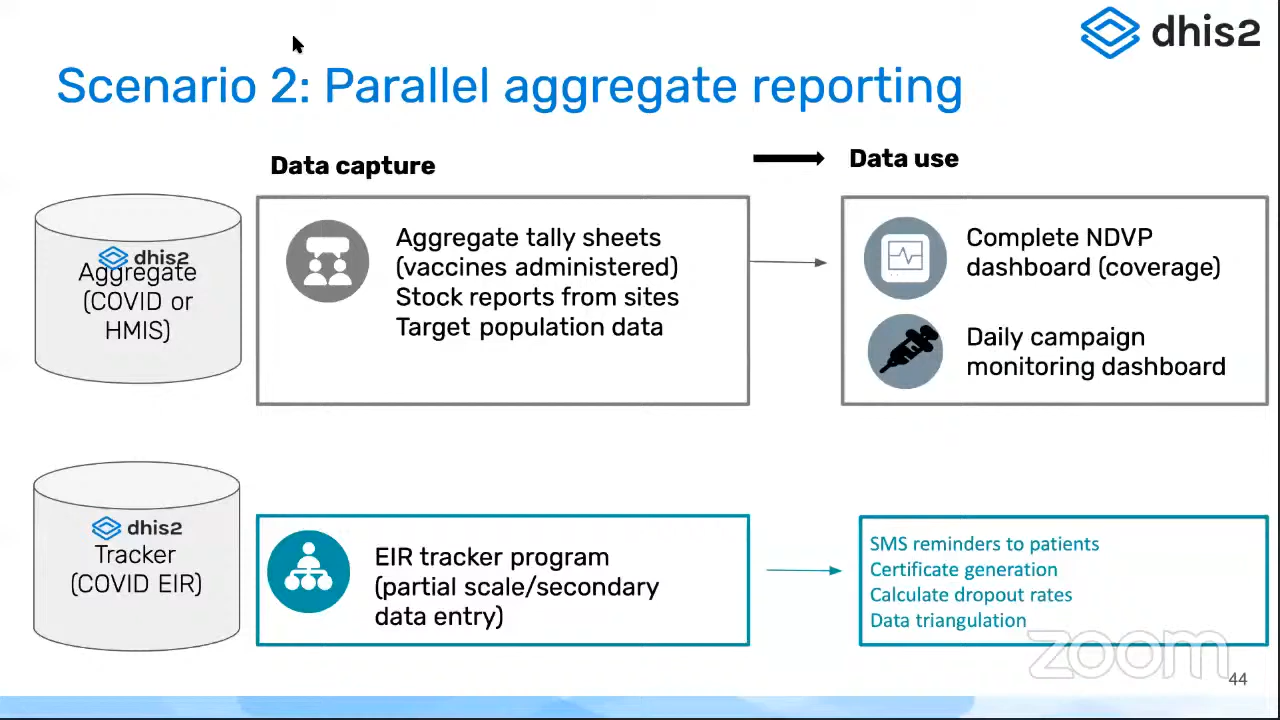 dhis2
Scenario 2: Parallel aggregate reporting
Data capture
Data use
dhis2
Aggregate
(COVID or
HMIS)
Aggregate tally sheets
(vaccines administered)
Stock reports from sites
Target population data
Complete NDVP
dashboard (coverage)
Daily campaign
monitoring dashboard
dhis2
Tracker
(COVID EIR)
EIR tracker program
(partial scale/secondary
data entry)
SMS reminders to patients
Certificate generation
Calculate dropout rates
Data triangulation
zoom
44